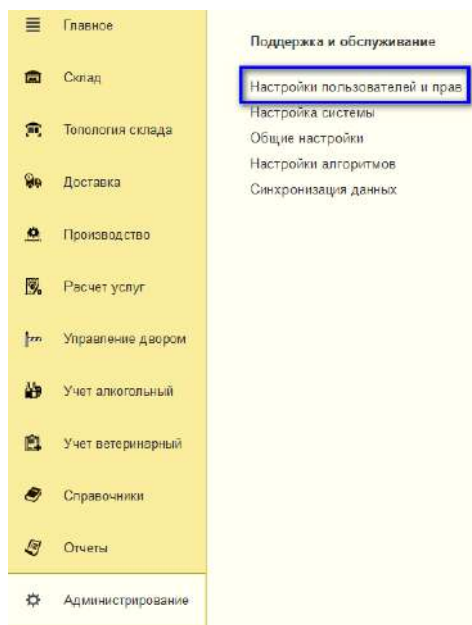 Главное
Склад
Топология склада
Доставка
Производство
Расчет услуг
Управление двором
Учет алкогольный
Учет ветеринарный
Справочники
Отчеты
Администрирование
Поддержка и обслуживание
Настройки пользователей и прав
Настройка системы
Общие настройки
Настройки алгоритмов
Синхронизация данных